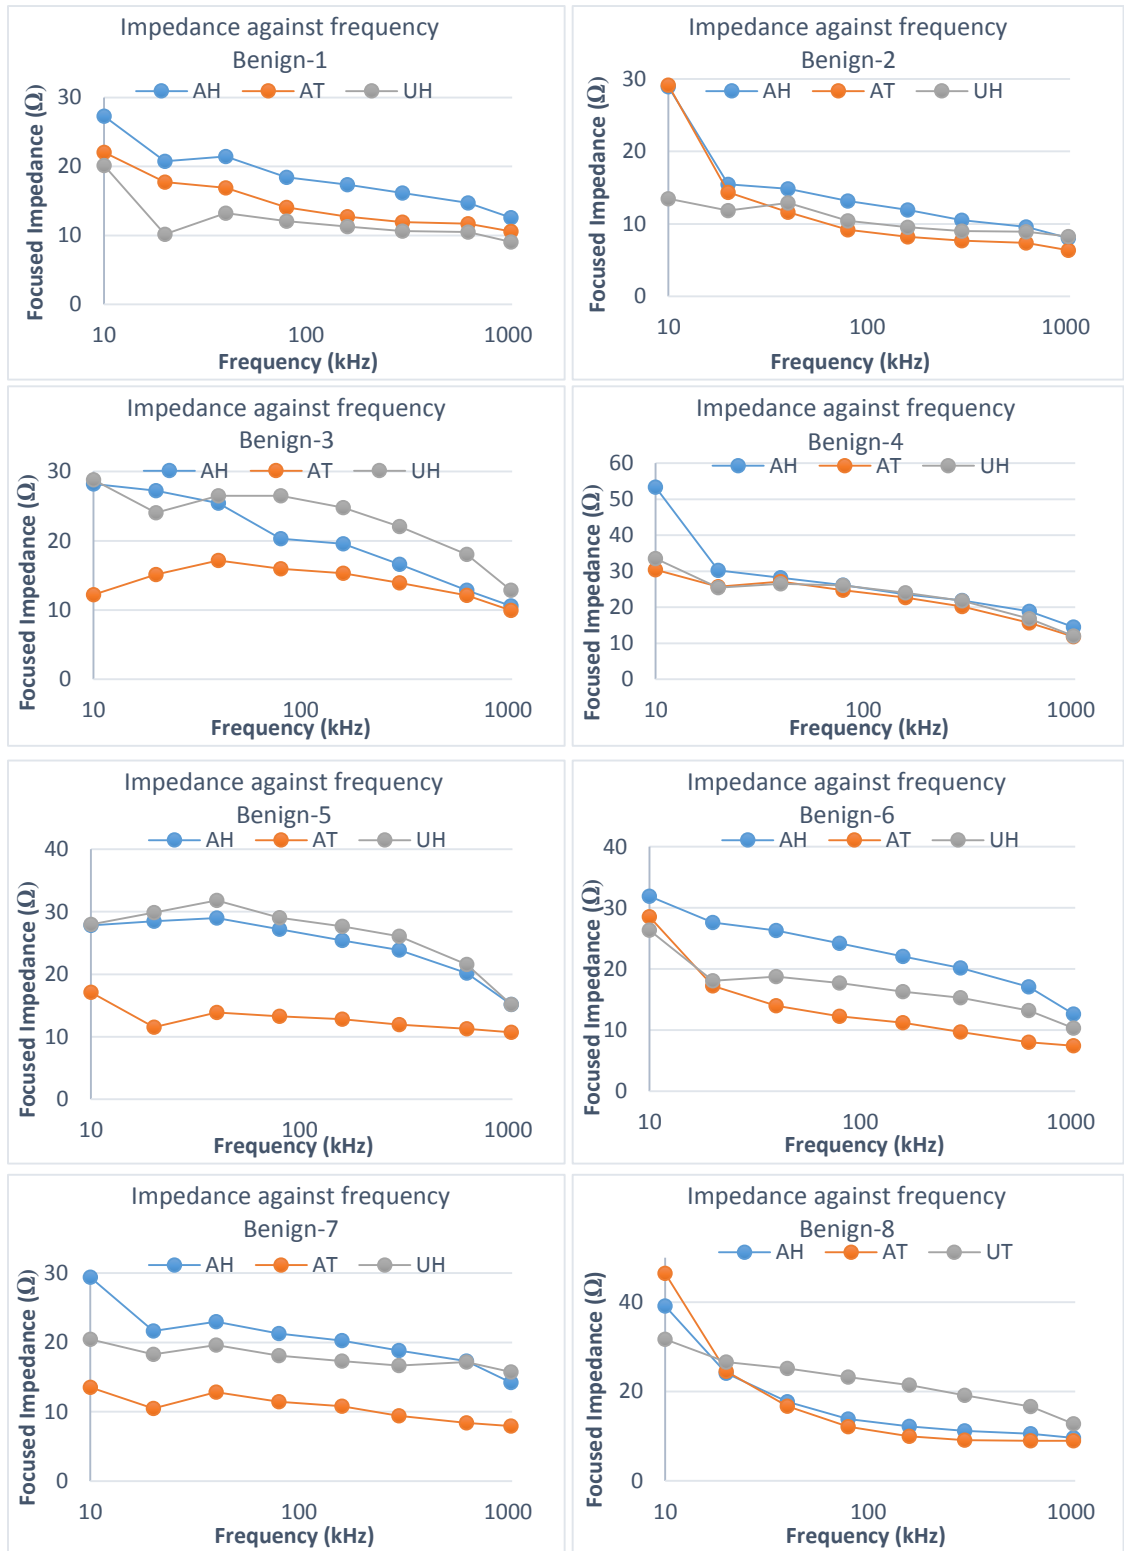 Impedance against frequency
Benign-1
AH AT UH
Focused Impedance (Ω)
30
20
10
0
10 100 1000
Frequency (kHz)
Impedance against frequency
Benign-2
AH AT UH
Focused Impedance (Ω)
30
20
10
0
10 100 1000
Frequency (kHz)
Impedance against frequency
Benign-3
AH AT UH
Focused Impedance (Ω)
30
20
10
0
10 100 1000
Frequency (kHz)
Impedance against frequency
Benign-4
AH AT UH
Focused Impedance (Ω)
60
50
40
30
20
10
0
10 100 1000
Frequency (kHz)
Impedance against frequency
Benign-5
AH AT UH
Focused Impedance (Ω)
40
30
20
10
0
10 100 1000
Frequency (kHz)
Impedance against frequency
Benign-6
AH AT UH
Focused Impedance (Ω)
40
30
20
10
0
10 100 1000
Frequency (kHz)
Impedance against frequency
Benign-7
AH AT UH
Focused Impedance (Ω)
30
20
10
0
10 100 1000
Frequency (kHz)
Impedance against frequency
Benign-8
AH AT UT
Focused Impedance (Ω)
40
20
0
10 100 1000
Frequency (kHz)